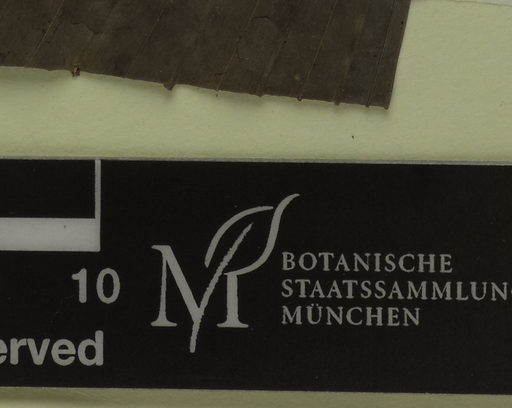 10
erved
BOTANISCHE
STAATSSAMMLUN
MÜNCHEN